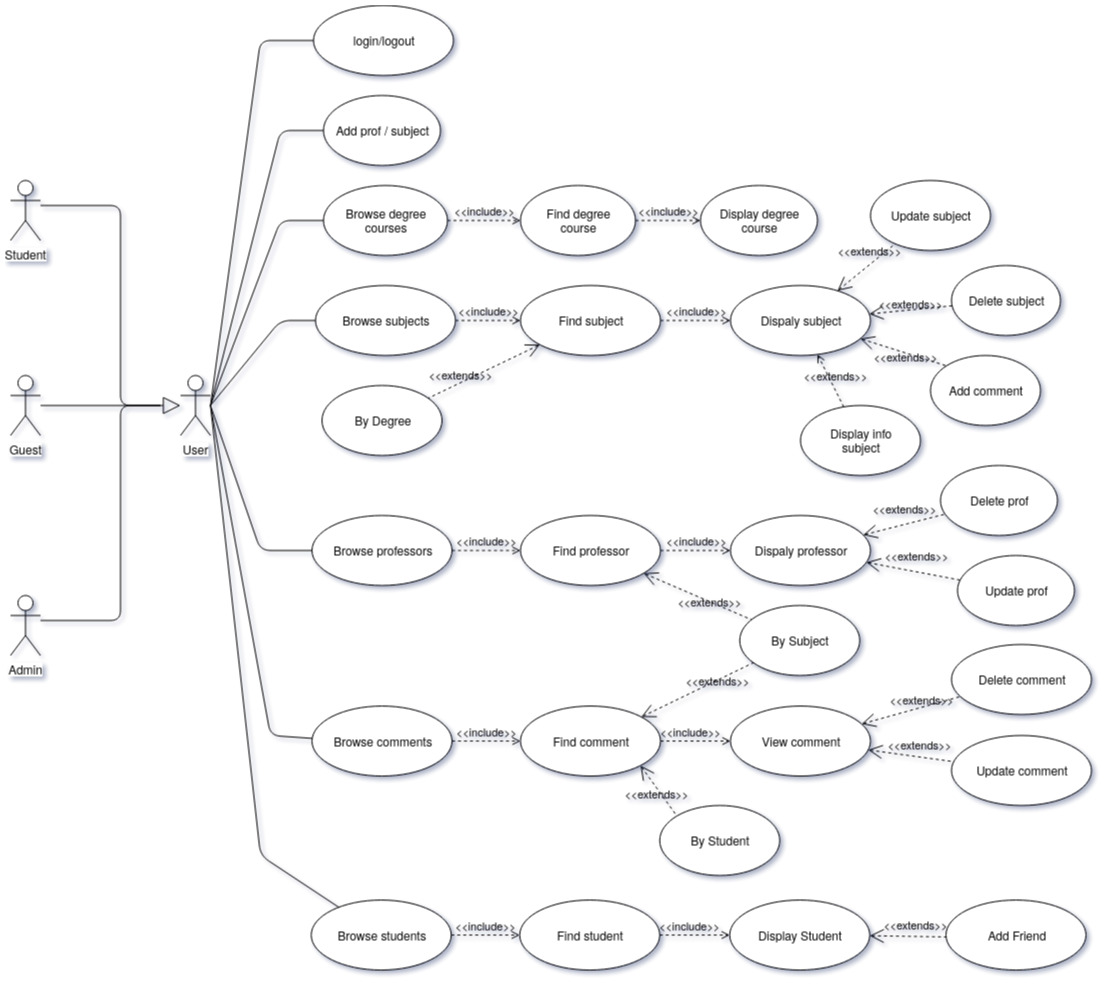 login/logout
Add prof / subject
Student
Browse degree
courses
<<include>>
Find degree
course
<<include>>
Display degree
course
Update subject
<<extends>>
Browse subjects
<<include>>
Find subject
<<include>>
Dispaly subject
<<extends>>
Delete subject
<<extends>>
Add comment
<<extends>>
<<extends>>
By Degree
Display info
subject
Guest
User
Browse professors
<<include>>
Find professor
<<include>>
Dispaly professor
<<extends>>
Delete prof
<<extends>>
Update prof
<<extends>>
By Subject
<<extends>>
Admin
Browse comments
<<include>>
Find comment
<<include>>
View comment
<<extends>>
Delete comment
<<extends>>
Update comment
<<extends>>
By Student
Browse students
<<include>>
Find student
<<include>>
Display Student
<<extends>>
Add Friend